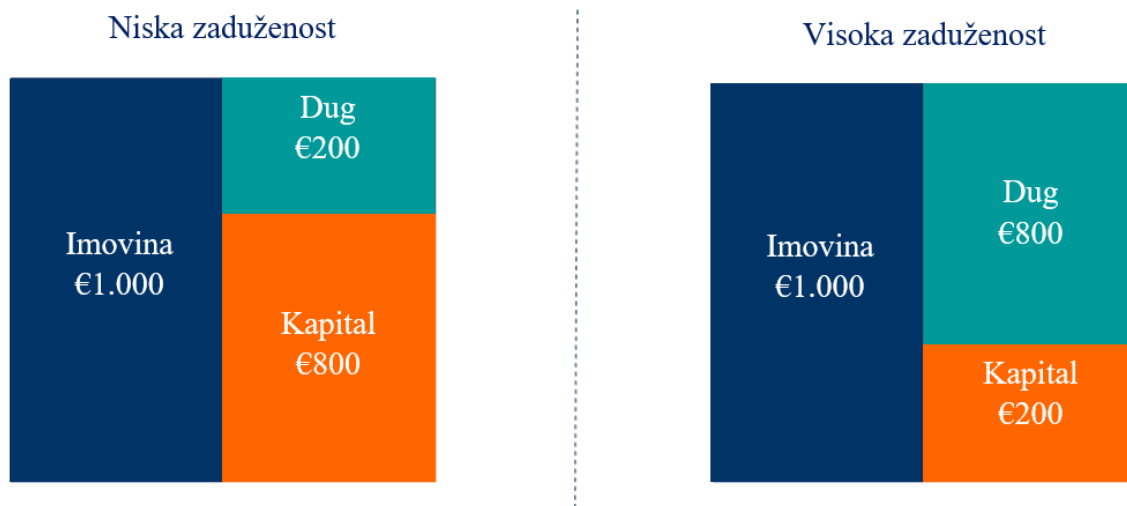 Niska zaduženost
Imovina
€1.000
Dug
€200
Kapital
€800
Visoka zaduženost
Imovina
€1.000
Dug
€800
Kapital
€200